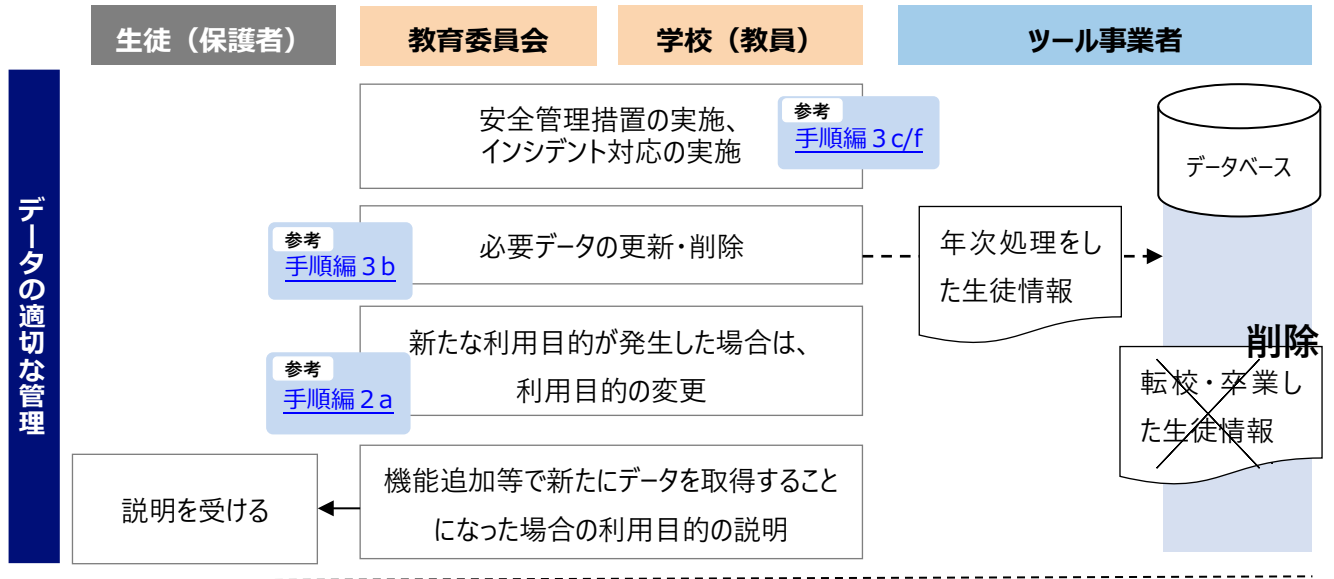 生徒（保護者）
教育委員会
学校（教員）
ツール事業者
データの適切な管理
安全管理措置の実施、
インシデント対応の実施
参考
手順編３c/f
データベース
参考
手順編３b
必要データの更新・削除
年次処理をし
た生徒情報
新たな利用目的が発生した場合は、
利用目的の変更
参考
手順編２a
削除
転校・卒業し
た生徒情報
機能追加等で新たにデータを取得すること
になった場合の利用目的の説明
説明を受ける